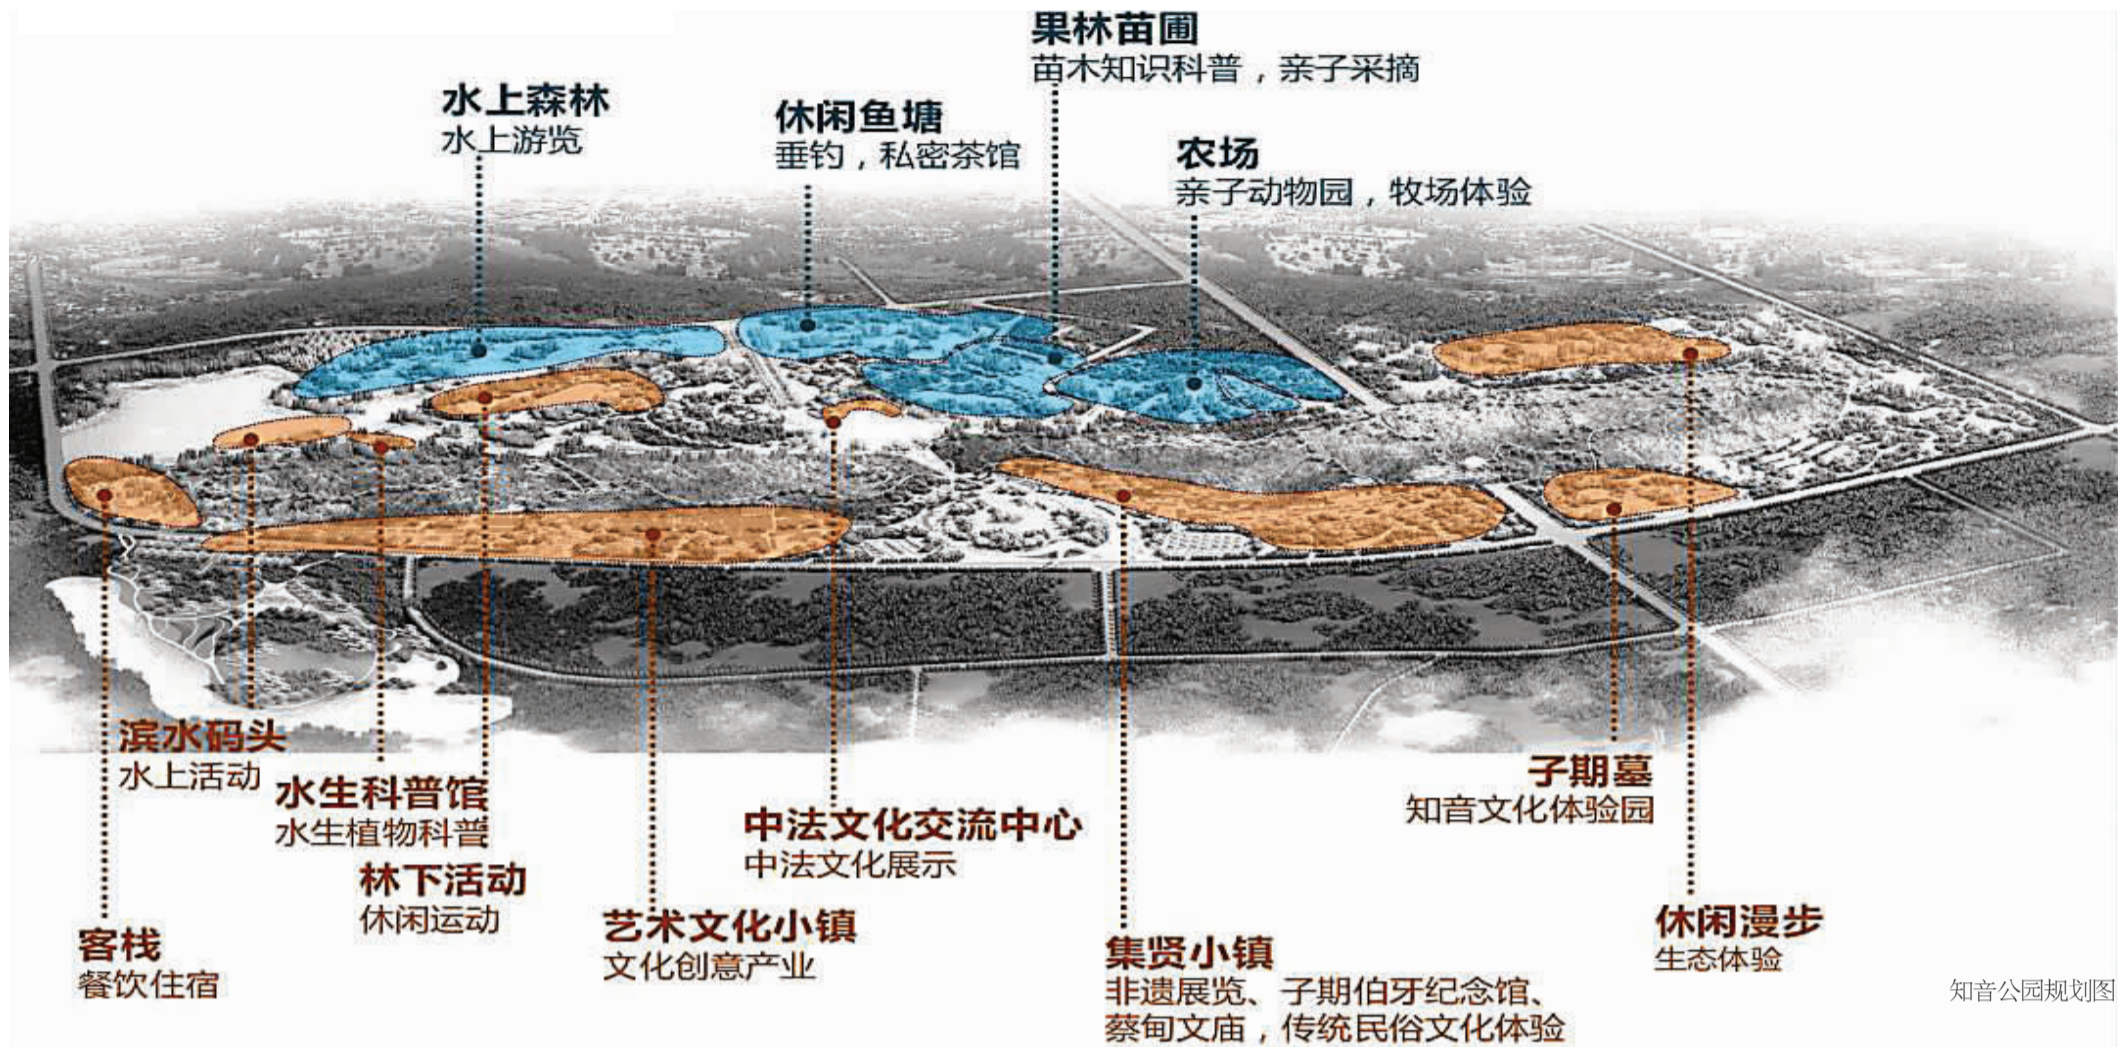 果林苗圃
苗木知识科普，亲子采摘
水上森林
水上游览
休闲鱼塘
垂钓，私密茶馆
农场
亲子动物园，牧场体验
滨水码头
水上活动
水生科普馆
水生植物科普
林下活动
休闲运动
客栈
餐饮住宿
中法文化交流中心
中法文化展示
艺术文化小镇
文化创意产业
子期墓
知音文化体验园
集贤小镇
非遗展览、子期伯牙纪念馆、
蔡甸文庙，传统民俗文化体验
休闲漫步
生态体验
知音公园规划图